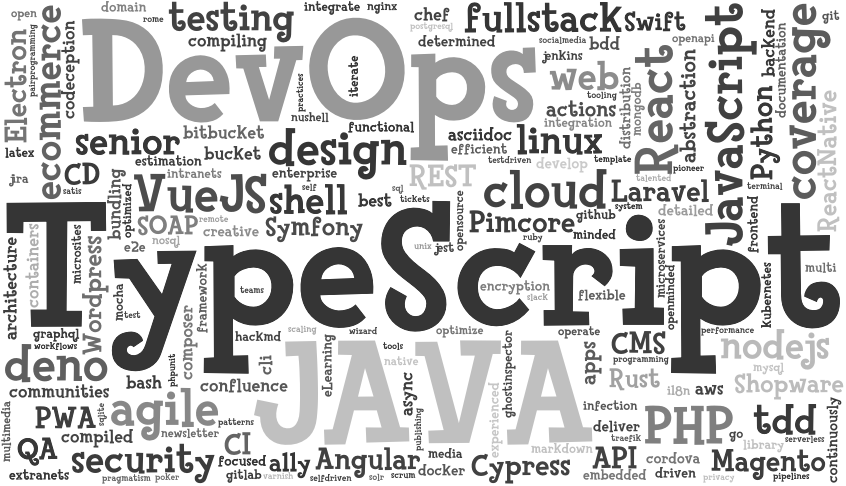 open
domain
rome
testing
integrate
nginx
chef
postgresql
fullstack
Swift
git
Electron
pairprogramming
ecommerce
codeception
compiling
DevOps
practices
nushell
iterate
determined
socialmedia
bdd
jenkins
web
tooling
actions
integration
distribution
mongodb
React
openapi
abstraction
JavaScript
Python
backend
documentation
coverage
ReactNative
latex
senior
bitbucket
bucket
functional
design
asciidoc
efficient
linux
testdriven
develop
template
talented
pioneer
terminal
jra
CD
satis
estimation
intranets
enterprise
self
REST
cloud
Laravel
bundling
optimized
VueJS
shell
best
sql
tickets
opensource
Pimcore
github
system
detailed
frontend
SOAP
remote
creative
Symfony
ruby
minded
microservices
architecture
containers
microsites
Wordpress
e2e
nosql
TypeScript
unix
jest
openminded
kubernetes
multi
mocha
test
framework
teams
encryption
slack
flexible
graphql
workflows
composer
hackmd
scaling
wizard
optimize
operate
performance
deno
phpunit
cli
JAVA
eLearning
tools
native
ghostinspector
apps
CMS
programming
nodejs
mysql
communities
bash
confluence
async
experienced
Rust
i18n
aws
Shopware
multimedia
PWA
sqlite
agile
newsletter
patterns
publishing
infection
deliver
traefik
PHP
go
tdd
serverless
library
continuously
QA
compiled
CI
extranets
security
focused
gitlab
varnish
ally
Angular
media
docker
Cypress
markdown
API
embedded
cordova
driven
privacy
Magento
pipelines
pragmatism
poker
selfdriven
solr
scrum